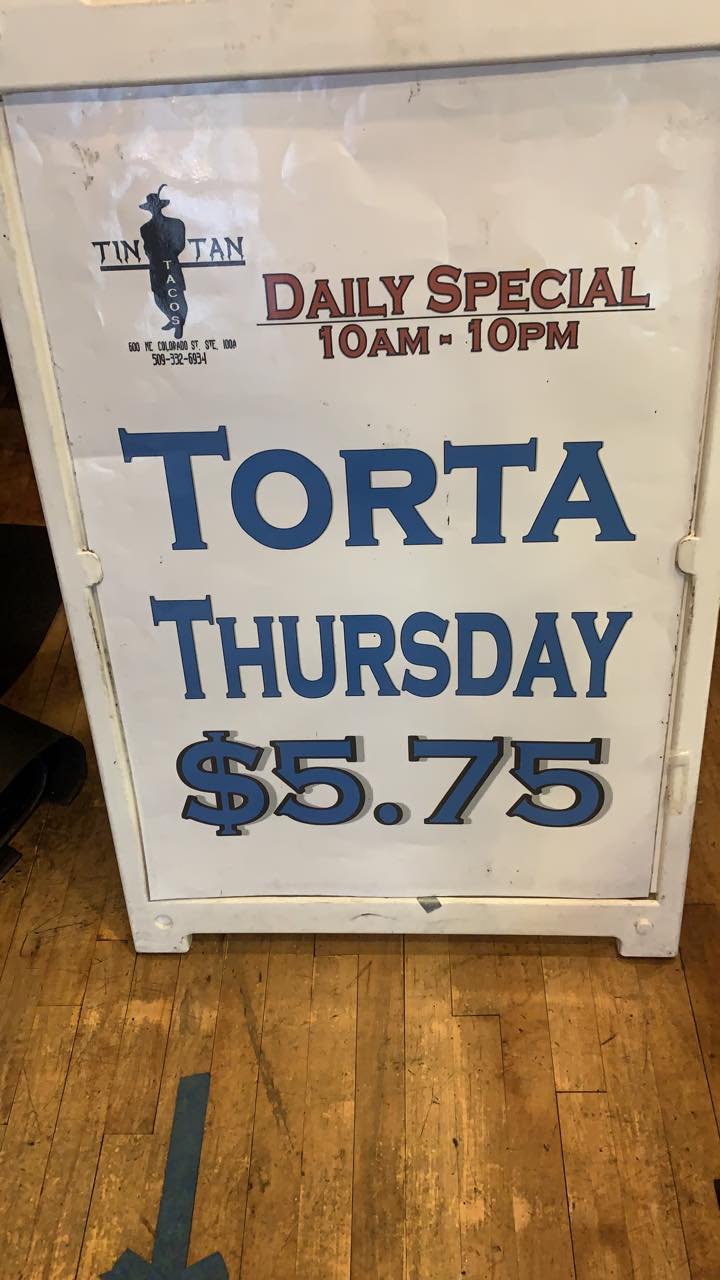 TIN TAN
TACOS
600 NE COLORADO ST, STE. 100A
509-332-6934
DAILY SPECIAL
10AM - 10PM
TORTA
THURSDAY
$5.75